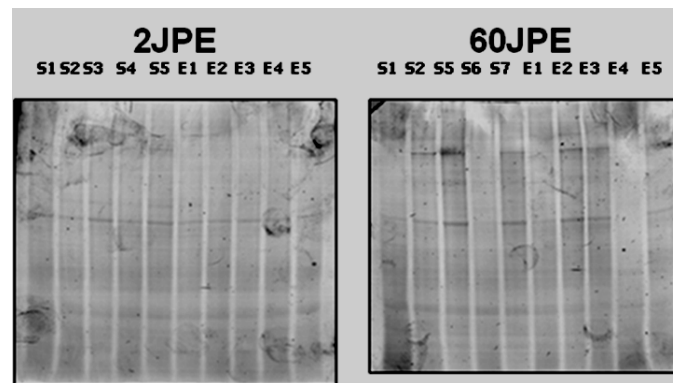 2JPE
S1 S2 S3 S4 S5 E1 E2 E3 E4 E5
60JPE
S1 S2 S5 S6 S7 E1 E2 E3 E4 E5